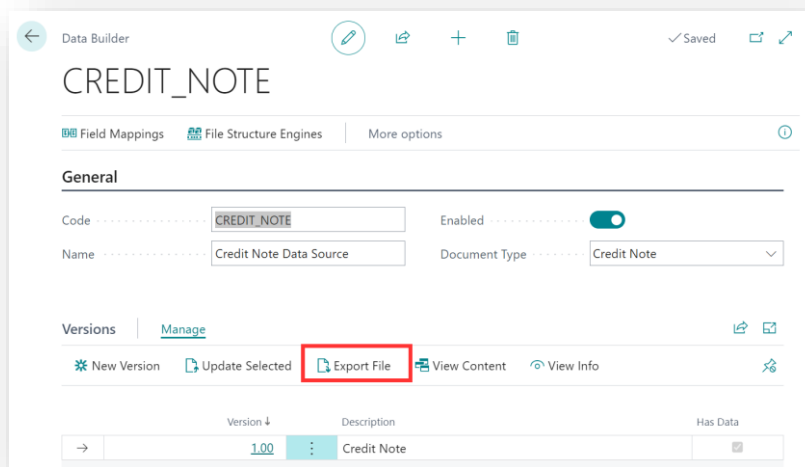 Data Builder
Saved
CREDIT_NOTE
Field Mappings File Structure Engines More options
General
Code CREDIT_NOTE Enabled
Name Credit Note Data Source Document Type Credit Note
Versions Manage
New Version Update Selected Export File View Content View Info
Version ↓ Description Has Data
1.00 Credit Note